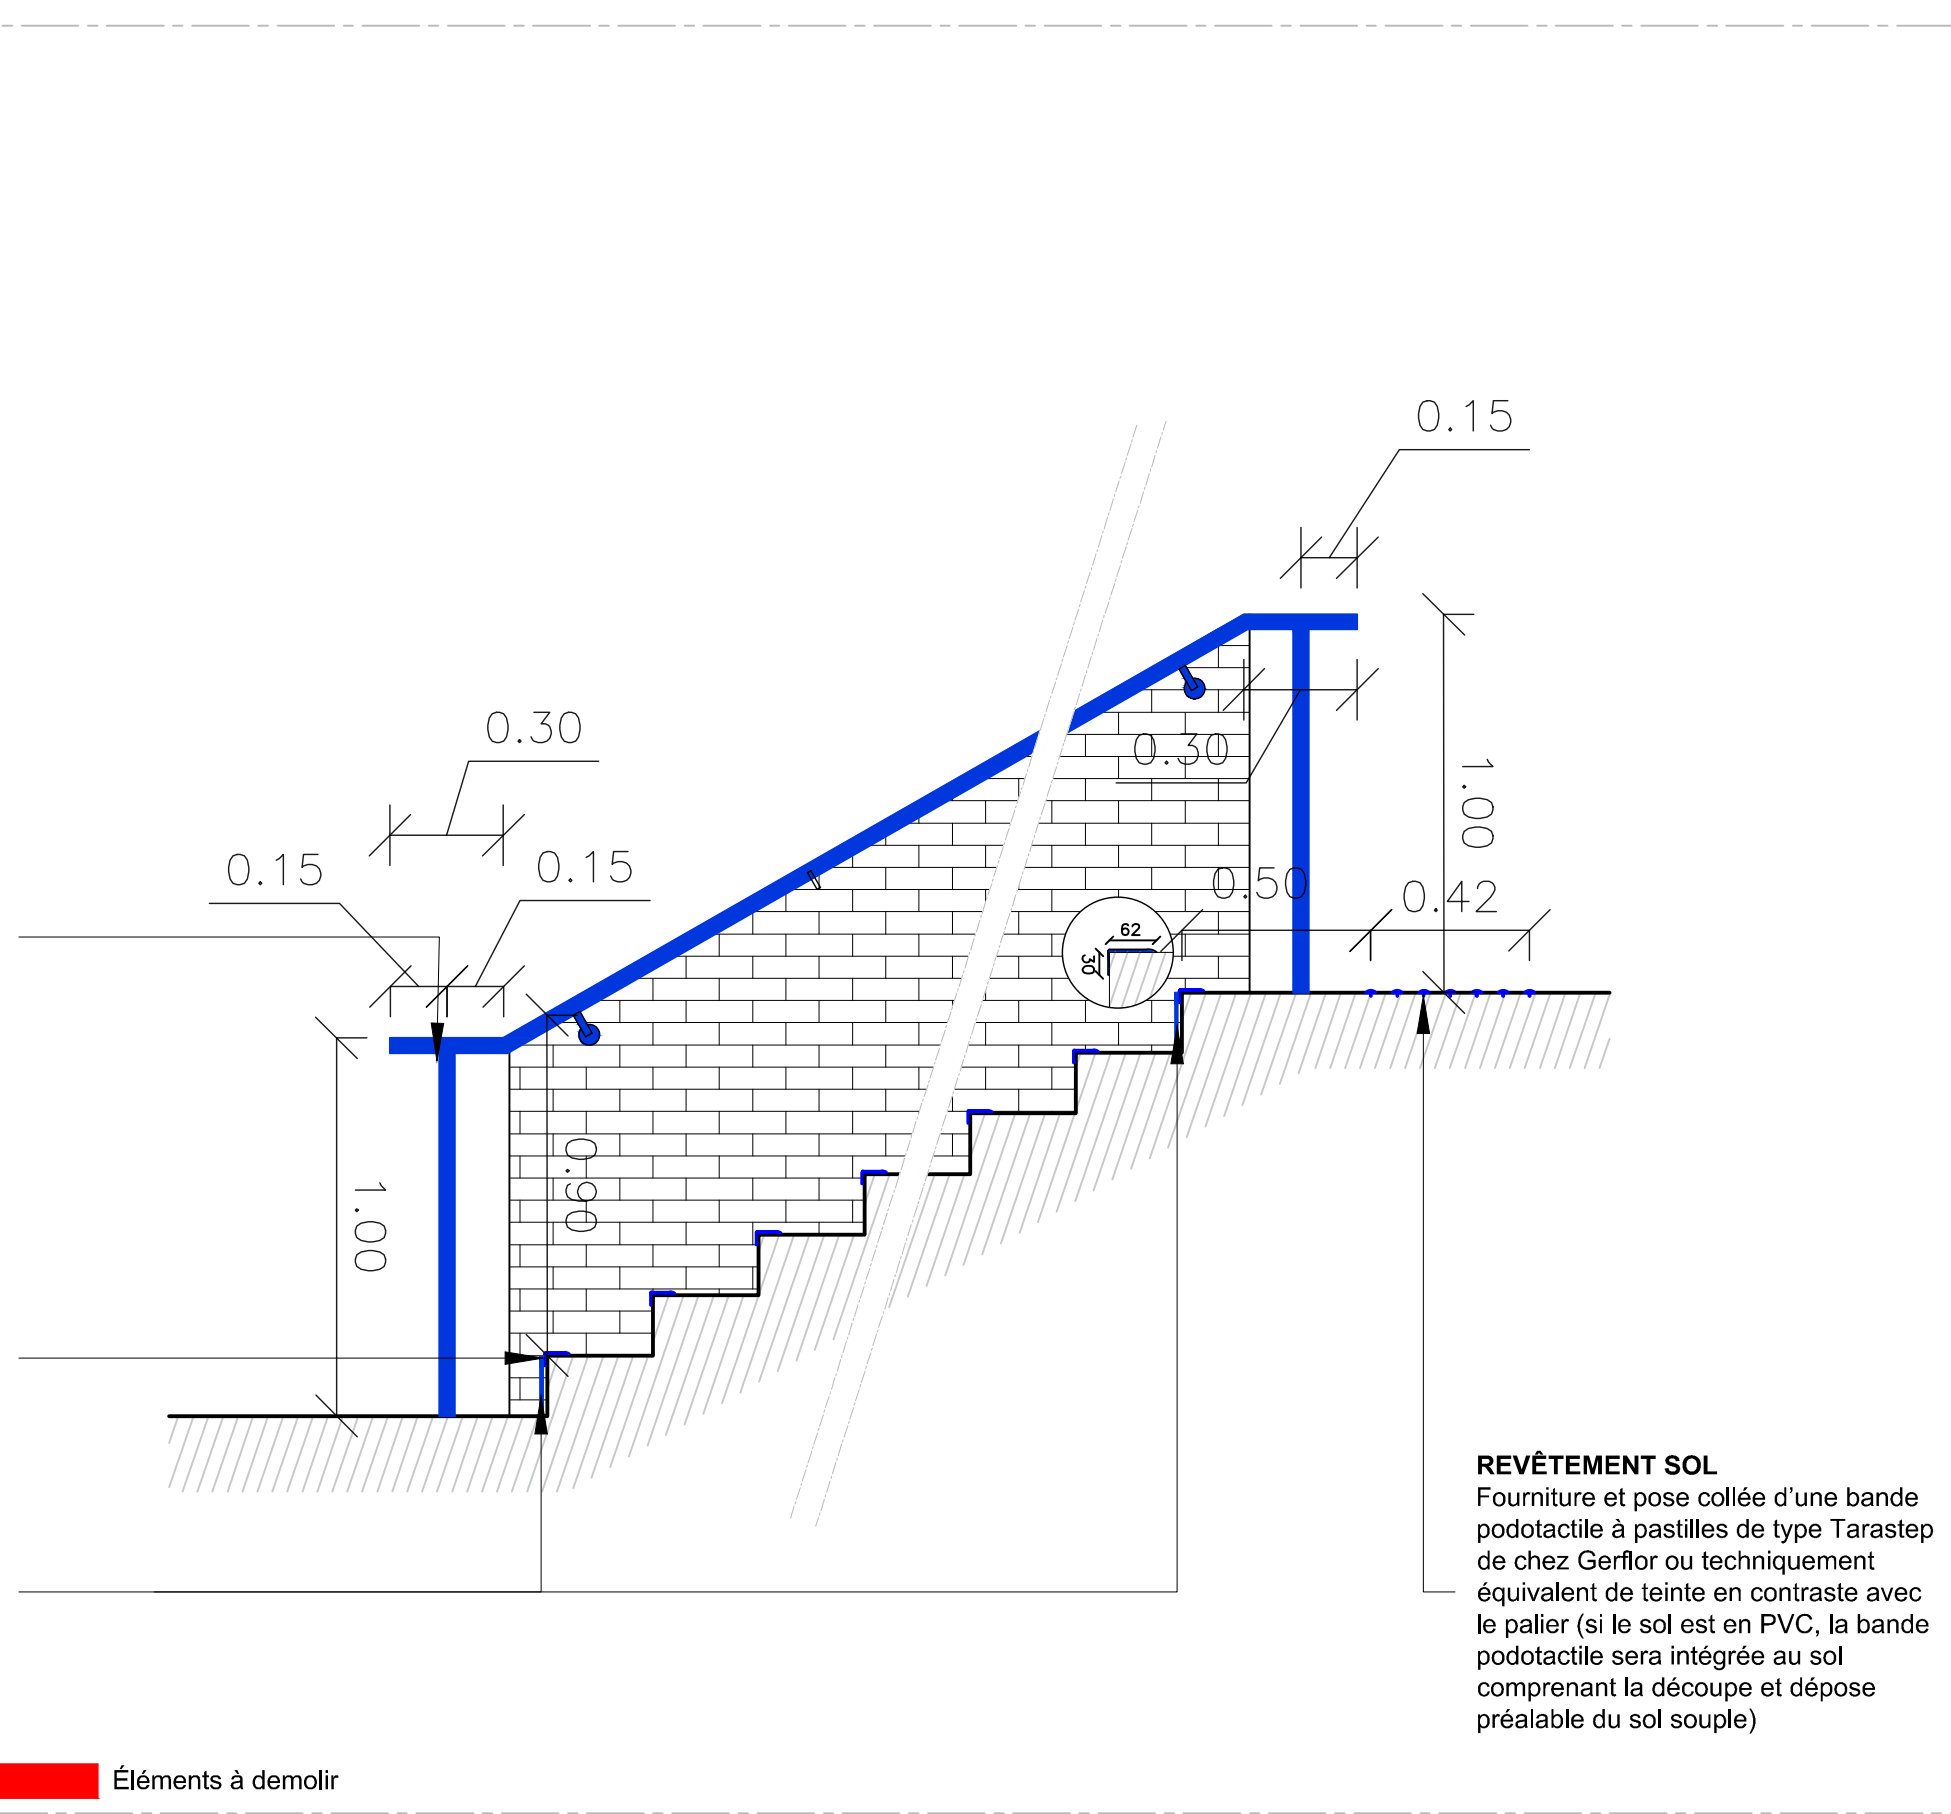 0.15
0.30
0.30
1.00
0.15
0.15
0.50
0.42
62
30
0.90
1.00
REVÊTEMENT SOL
Fourniture et pose collée d'une bande
podotactile à pastilles de type Tarastep
de chez Gerflor ou techniquement
équivalent de teinte en contraste avec
le palier (si le sol est en PVC, la bande
podotactile sera intégrée au sol
comprenant la découpe et dépose
préalable du sol souple)
Éléments à demolir